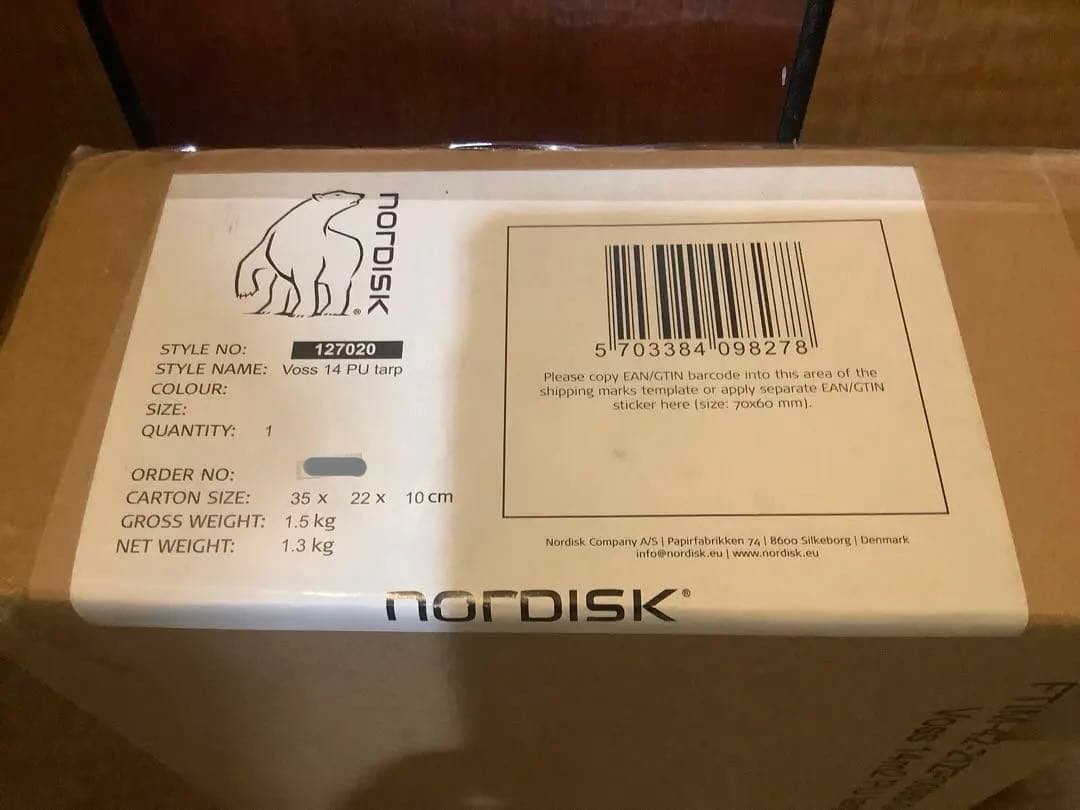 NORDISK®
STYLE NO: 127020
STYLE NAME: Voss 14 PU tarp
COLOUR:
SIZE:
QUANTITY: 1
ORDER NO:
CARTON SIZE: 35 x 22 x 10 cm
GROSS WEIGHT: 1.5 kg
NET WEIGHT: 1.3 kg
5 703384 098278
Please copy EAN/GTIN barcode into this area of the
shipping marks template or apply separate EAN/GTIN
sticker here (size: 70x60 mm).
Nordisk Company A/S | Papirfabrikken 74 | 8600 Silkeborg | Denmark
info@nordisk.eu | www.nordisk.eu
NORDISK®
Voss